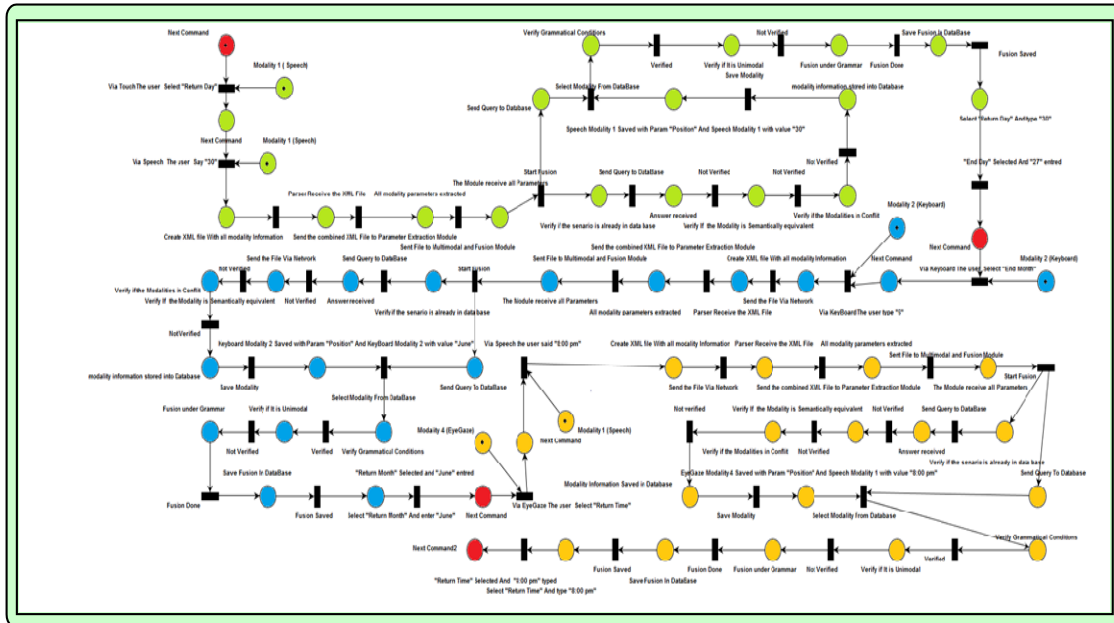 Next Command
Modality 1 ( Speech)
Via Touch The user Select "Return Day"
Next Command
Modality 1 (Speech)
Via Speech The user Say "30"
Create XML file With all modality Information
Parser Receive the XML File
Send the combined XML File to Parameter Extraction Module
All modality parameters extracted
Sent File to Multimodal and Fusion Module
The Module receive all Parameters
Start Fusion
Send Query to Database
Select Modality From DataBase
Verify Grammatical Conditions
Verified
Verify if It is Unimodal
Save Modality
Not Verified
Fusion under Grammar
Fusion Done
Save Fusion In DataBase
Fusion Saved
modality information stored into Database
Speech Modality 1 Saved with Param "Position" And Speech Modality 1 with value "30"
Select "Return Day" And type "30"
Send Query to DataBase
Not Verified
Not Verified
Not Verified
Verify if the senario is already in data base
Answer received
Verify If the Modality is Semantically equivalent
Verify if the Modalities in Conflit
"End Day" Selected And "27" entred
Modality 2 (Keyboard)
Next Command
Modality 2 (Keyboard)
Via Keyboard The user Select "End Month"
Next Command
Create XML file With all modality Information
Send the combined XML File to Parameter Extraction Module
Sent File to Multimodal and Fusion Module
Start Fusion
Send Query to DataBase
Send the File Via Network
Not Verified
Verify if the Modalities in Conflit
Verify If the Modality is Semantically equivalent
Not Verified
Answer received
Verify if the senario is already in data base
The Module receive all Parameters
All modality parameters extracted
Parser Receive the XML File
Send the File Via Network
Via KeyBoard The user type
NotVerified
Keyboard Modality 2 Saved with Param "Position" And KeyBoard Modality 2 with value "June"
modality information stored into Database
Save Modality
Select Modality From DataBase
Send Query To DataBase
Via Speech the user said "8:00 pm"
Create XML file With all modality Information
Parser Receive the XML File
All modality parameters extracted
Sent File to Multimodal and Fusion Module
Start Fusion
Send the File Via Network
Send the combined XML File to Parameter Extraction Module
The Module receive all Parameters
Fusion under Grammar
Verify if It is Unimodal
Not Verified
Verified
Verify Grammatical Conditions
Modality 4 (EyeGaze)
Modality 1 (Speech)
Next Command
Not verified
Verify If the Modality is Semantically equivalent
Not Verified
Send Query to DataBase
Verify if the Modalities in Conflit
Not Verified
Answer received
Verify if the senario is already in data base
EyeGaze Modality 4 Saved with Param "Position" And Speech Modality 1 with value "8:00 pm"
Send Query To Database
Save Fusion In DataBase
"Return Month" Selected and "June" entred
Modality Information Saved in Database
Fusion Done
Fusion Saved
Select "Return Month" And enter "June"
Next Command
Via EyeGaze The user Select "Return Time"
Save Modality
Select Modality From Database
Verify Grammatical Conditions
Next Command2
Fusion Saved
Fusion Done
Fusion under Grammar
Not Verified
Verify if It is Unimodal
Verified
"Return Time" Selected And "8:00 pm" typed
Save Fusion In DataBase
Select "Return Time" And type "8:00 pm"